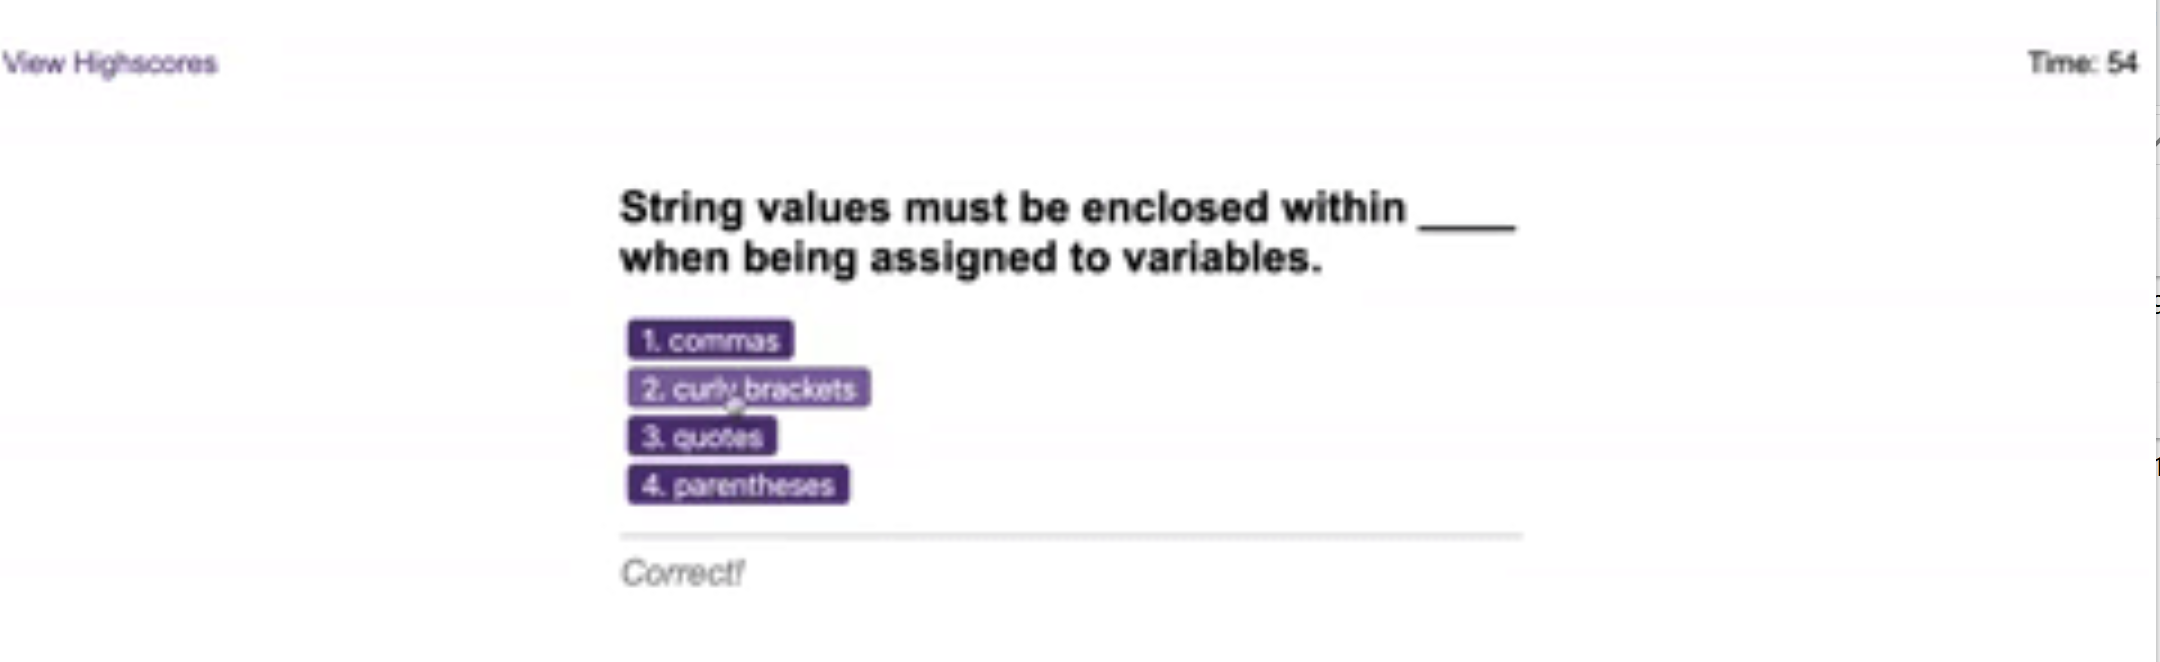 View Highscores
Time: 54
String values must be enclosed within ____
when being assigned to variables.
1. commas
2. curly brackets
3. quotes
4. parentheses
Correct!